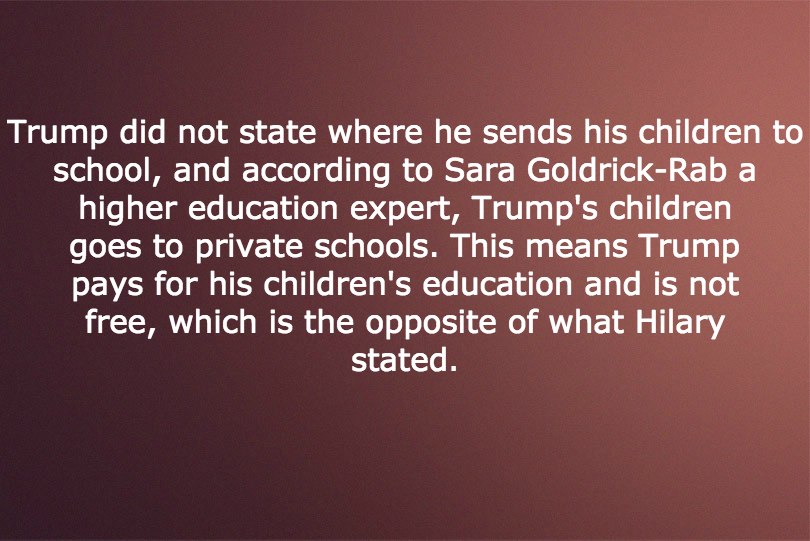 Trump did not state where he sends his children to
school, and according to Sara Goldrick-Rab a
higher education expert, Trump's children
goes to private schools. This means Trump
pays for his children's education and is not
free, which is the opposite of what Hilary
stated.